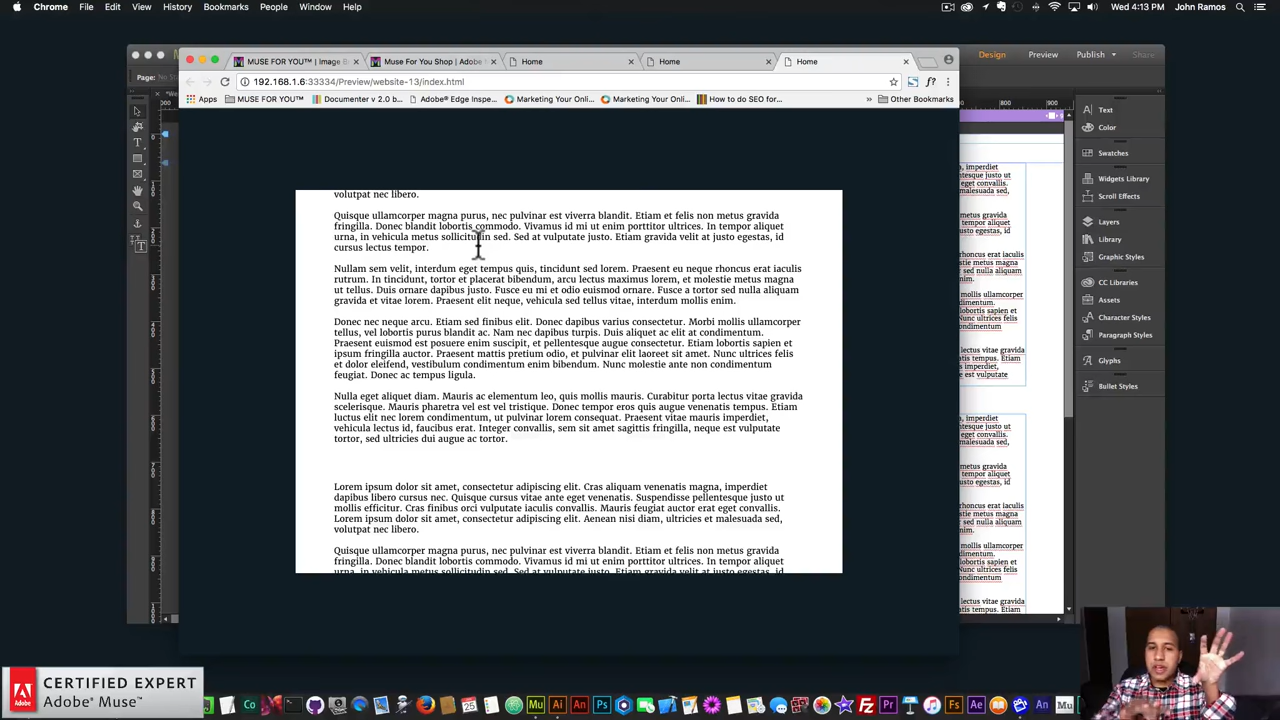 Chrome File Edit View History Bookmarks People Window Help
Wed 4:13 PM John Ramos
Design Preview Publish
MUSE FOR YOU™ | Image E
Muse For You Shop | Adobe
Home
Home
Home
192.168.1.6:33334/Preview/website-13/index.html
Apps MUSE FOR YOU™ Documenter v 2.0 b... Adobe® Edge Inspe... Marketing Your Onl... Marketing Your Onl... How to do SEO for... » Other Bookmarks
volutpat nec libero.
Quisque ullamcorper magna purus, nec pulvinar est viverra blandit. Etiam et felis non metus gravida
fringilla. Donec blandit lobortis commodo. Vivamus id mi ut enim porttitor ultrices. In tempor aliquet
urna, in vehicula metus sollicitudin sed. Sed at vulputate justo. Etiam gravida velit at justo egestas, id
cursus lectus tempor.
Nullam sem velit, interdum eget tempus quis, tincidunt sed lorem. Praesent eu neque rhoncus erat iaculis
rutrum. In tincidunt, tortor et placerat bibendum, arcu lectus maximus lorem, et molestie metus magna
ut tellus. Duis ornare dapibus justo. Fusce eu mi et odio euismod ornare. Fusce a tortor sed nulla aliquam
gravida et vitae lorem. Praesent elit neque, vehicula sed tellus vitae, interdum mollis enim.
Donec nec neque arcu. Etiam sed finibus elit. Donec dapibus varius consectetur. Morbi mollis ullamcorper
tellus, vel lobortis purus blandit ac. Nam nec dapibus turpis. Duis aliquet ac elit at condimentum.
Praesent euismod est posuere enim suscipit, et pellentesque augue consectetur. Etiam lobortis sapien et
ipsum fringilla auctor. Praesent mattis pretium odio, et pulvinar elit laoreet sit amet. Nunc ultrices felis
et dolor eleifend, vestibulum condimentum enim bibendum. Nunc molestie ante non condimentum
feugiat. Donec ac tempus ligula.
Nulla eget aliquet diam. Mauris ac elementum leo, quis mollis mauris. Curabitur porta lectus vitae gravida
scelerisque. Mauris pharetra vel est vel tristique. Donec tempor eros quis augue venenatis tempus. Etiam
luctus elit nec lorem condimentum, ut pulvinar lorem consequat. Praesent vitae mauris imperdiet,
vehicula lectus id, faucibus erat. Integer convallis, sem sit amet sagittis fringilla, neque est vulputate
tortor, sed ultricies dui augue ac tortor.
Lorem ipsum dolor sit amet, consectetur adipiscing elit. Cras aliquam venenatis magna, imperdiet
dapibus libero cursus nec. Quisque cursus vitae ante eget venenatis. Suspendisse pellentesque justo ut
mollis efficitur. Cras finibus orci vulputate iaculis convallis. Mauris feugiat auctor erat convallis.
Lorem ipsum dolor sit amet, consectetur adipiscing elit. Aenean nisi diam, ultricies et malesuada sed,
volutpat nec libero.
Quisque ullamcorper magna purus, nec pulvinar est viverra blandit. Etiam et felis non metus gravida
fringilla. Donec blandit lobortis commodo. Vivamus id mi ut enim porttitor ultrices. In tempor aliquet
urna, in vehicula metus sollicitudin sed. Sed at vulputate justo. Etiam gravida velit at justo egestas, id
Text
Color
Swatches
Widgets Library
Scroll Effects
Layers
Library
Graphic Styles
CC Libraries
Assets
Character Styles
Paragraph Styles
Glyphs
Bullet Styles
CERTIFIED EXPERT
Adobe® Muse™